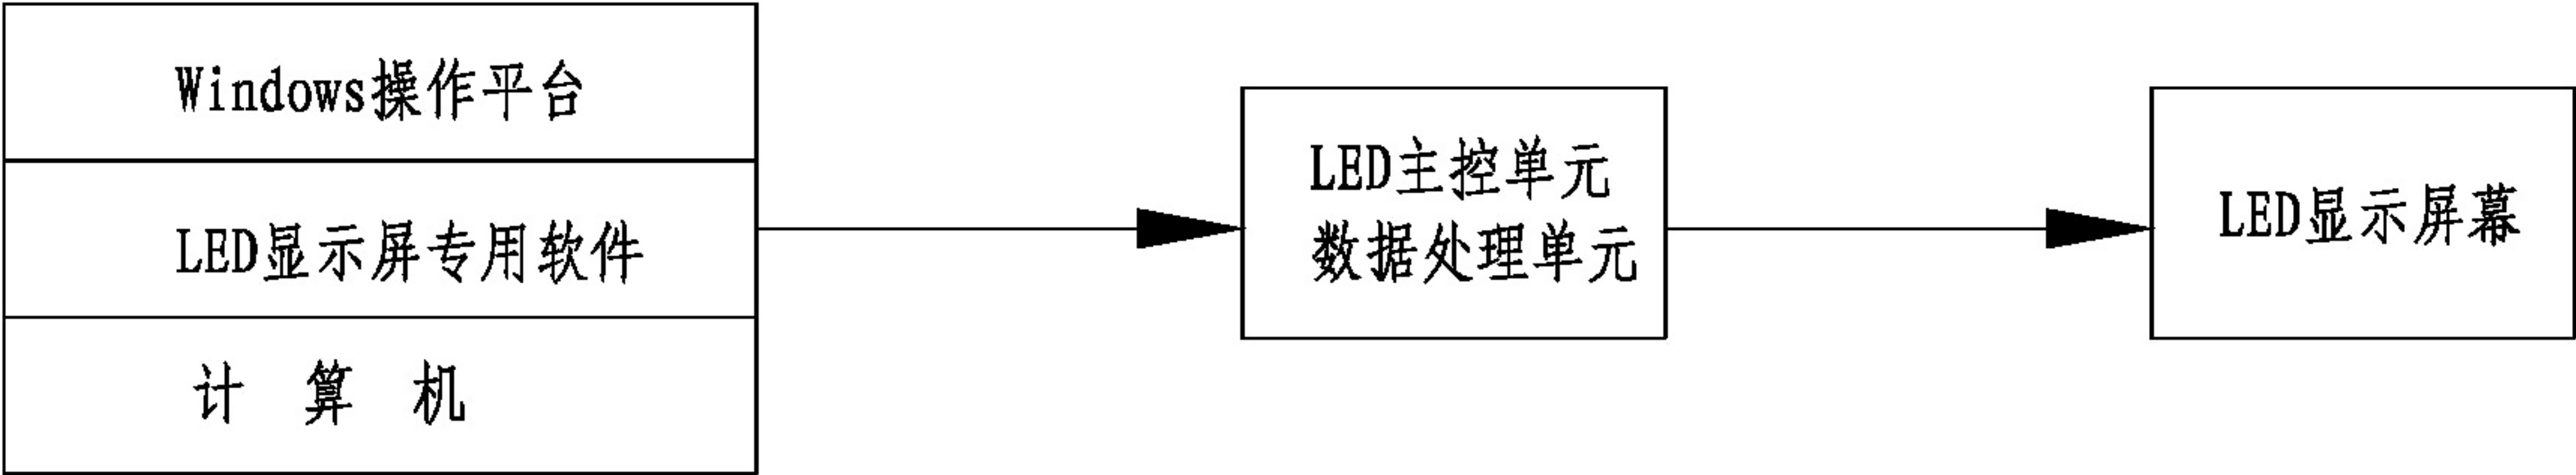 Windows操作平台
LED显示屏专用软件
计 算 机
LED主控单元
数据处理单元
LED显示屏幕